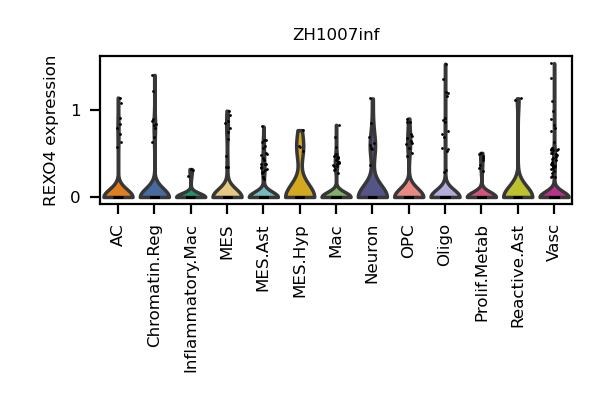 ZH1007inf
REXO4 expression
1
0
AC
Chromatin.Reg
Inflammatory.Mac
MES
MES.Ast
MES.Hyp
Mac
Neuron
OPC
Oligo
Prolif.Metab
Reactive.Ast
Vasc